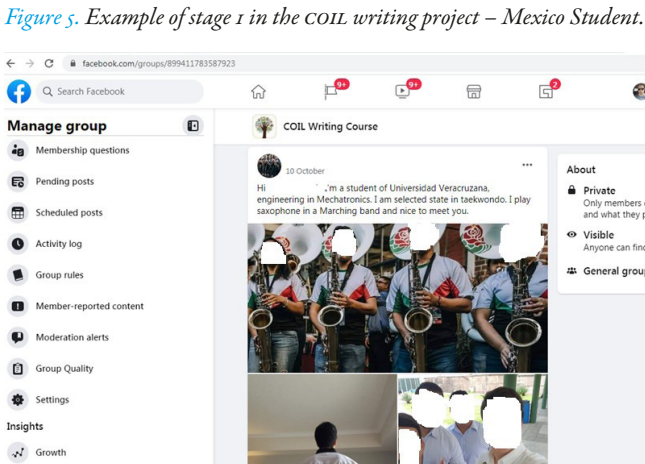 Figure 5. Example of stage 1 in the COIL writing project – Mexico Student.
facebook.com/groups/899411783587923
Search Facebook
9+
9+
2
Manage group
COIL Writing Course
Membership questions
Pending posts
Scheduled posts
Activity log
Group rules
Member-reported content
Moderation alerts
Group Quality
Settings
Insights
Growth
10 October
Hi 'm a student of Universidad Veracruzana,
engineering in Mechatronics. I am selected state in taekwondo. I play
saxophone in a Marching band and nice to meet you.
About
Private
Only members
and what they
Visible
Anyone can
General